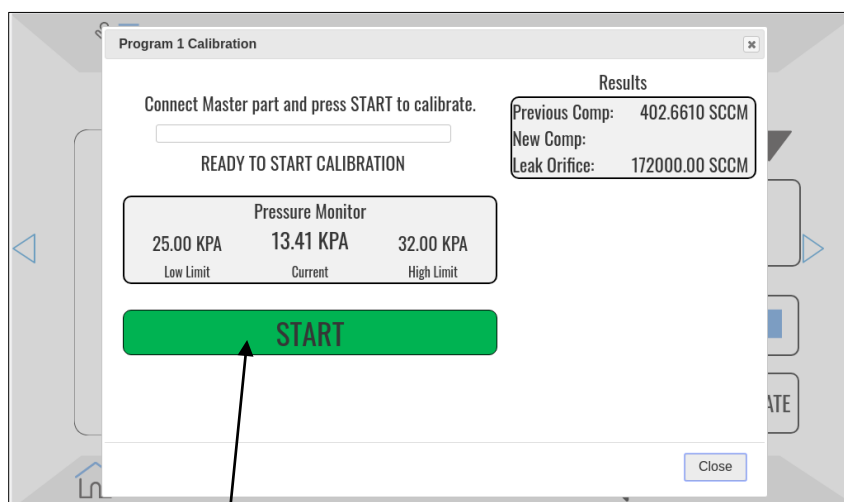 Program 1 Calibration
Connect Master part and press START to calibrate.
READY TO START CALIBRATION
Pressure Monitor
25.00 KPA 13.41 KPA 32.00 KPA
Low Limit Current High Limit
START
Results
Previous Comp: 402.6610 SCCM
New Comp:
Leak Orifice: 172000.00 SCCM
ATE
Close